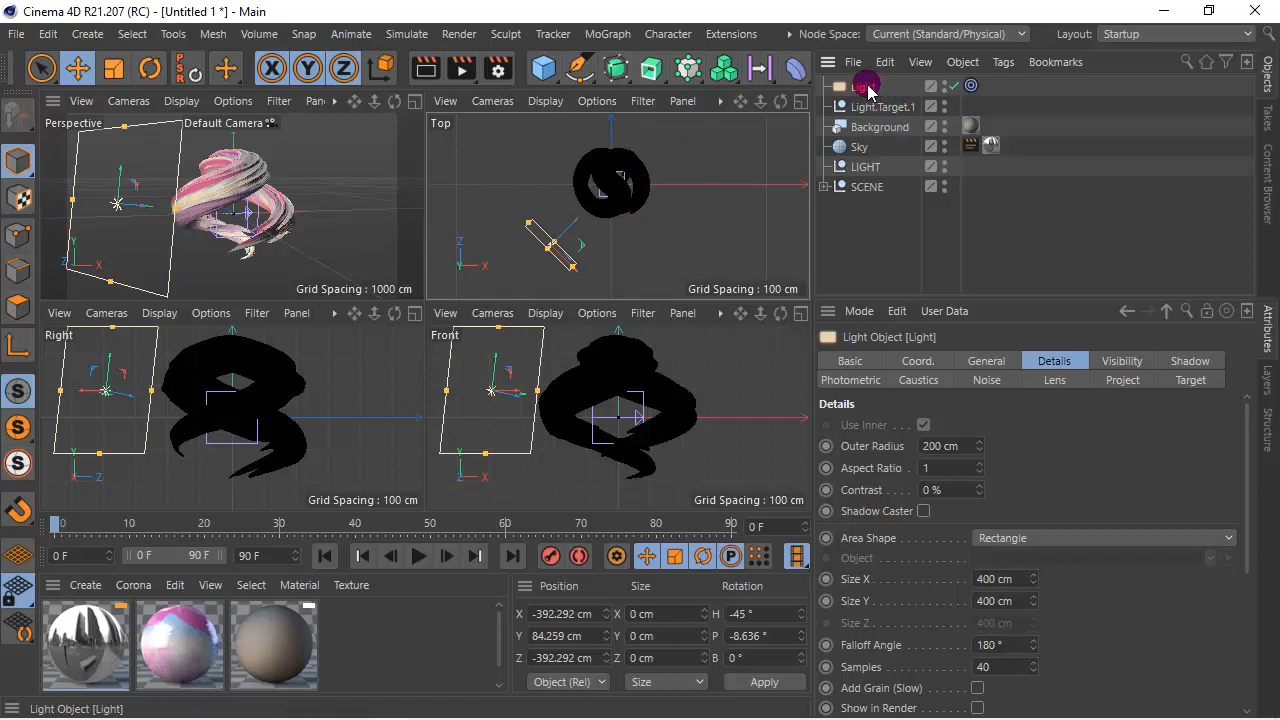 Cinema 4D R21.207 (RC) - [Untitled 1 *] - Main
File Edit Create Select Tools Mesh Volume Snap Animate Simulate Render Sculpt Tracker MoGraph Character Extensions Node Space: Current (Standard/Physical) Layout: Startup
X Y Z
P S R
File Edit View Object Tags Bookmarks
View Cameras Display Options Filter Pan
View Cameras Display Options Filter Panel
Perspective Default Camera
Top
Grid Spacing : 1000 cm
Grid Spacing : 100 cm
View Cameras Display Options Filter Panel
View Cameras Display Options Filter Panel
Right
Front
Grid Spacing : 100 cm
Grid Spacing : 100 cm
Light
Light.Target.1
Background
Sky
LIGHT
SCENE
Objects
Takes
Content Browser
Mode Edit User Data
Light Object [Light]
Basic Coord. General Details Visibility Shadow
Photometric Caustics Noise Lens Project Target
Details
Use Inner
Outer Radius 200 cm
Aspect Ratio 1
Contrast 0 %
Shadow Caster
Area Shape Rectangle
Object
Size X 400 cm
Size Y 400 cm
Size Z 400 cm
Falloff Angle 180 °
Samples 40
Add Grain (Slow)
Show in Render
Attributes
Layers
Structure
0 10 20 30 40 50 60 70 80 90 0 F
0 F 0 F 90 F 90 F
Create Corona Edit View Select Material Texture
Position Size Rotation
X -392.292 cm X 0 cm H -45 °
Y 84.259 cm Y 0 cm P -8.636 °
Z -392.292 cm Z 0 cm B 0 °
Object (Rel) Size Apply
Light Object [Light]